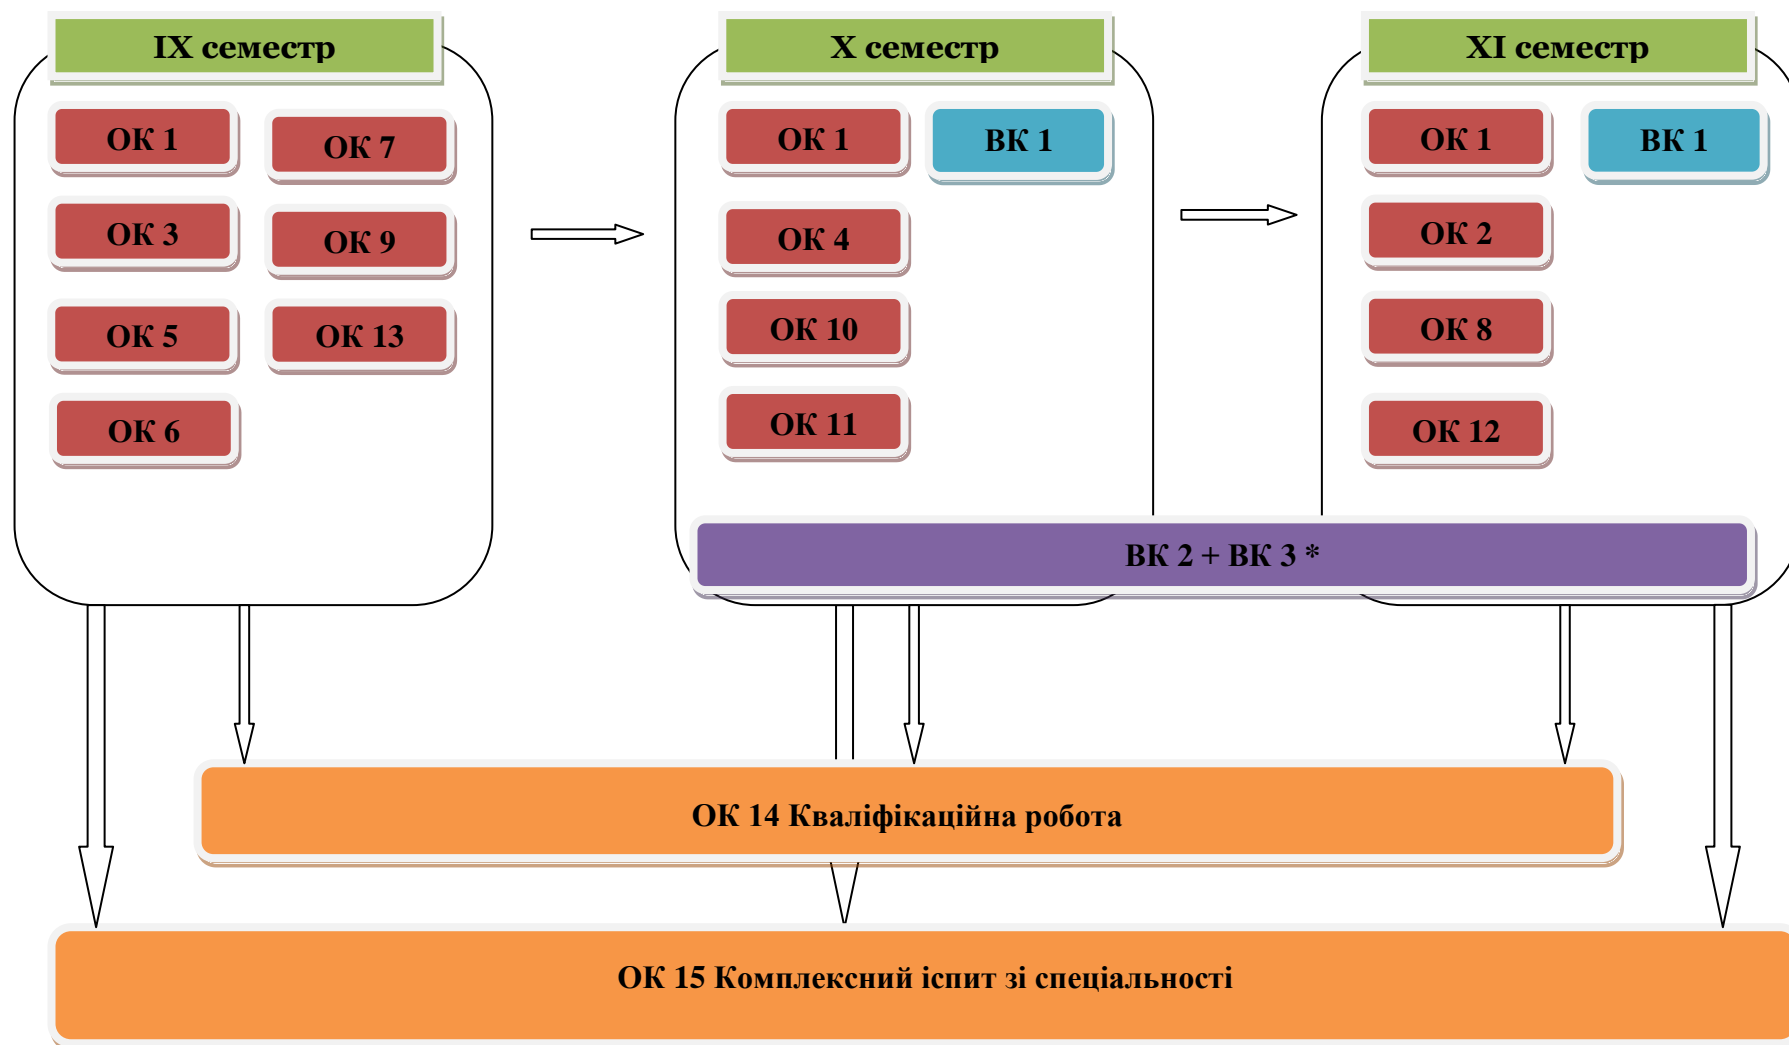 IX семестр
ОК 1
ОК 7
ОК 3
ОК 9
ОК 5
ОК 13
ОК 6
X семестр
ОК 1
ВК 1
ОК 4
ОК 10
ОК 11
XI семестр
ОК 1
ВК 1
ОК 2
ОК 8
ОК 12
ВК 2 + ВК 3 *
ОК 14 Кваліфікаційна робота
ОК 15 Комплексний іспит зі спеціальності